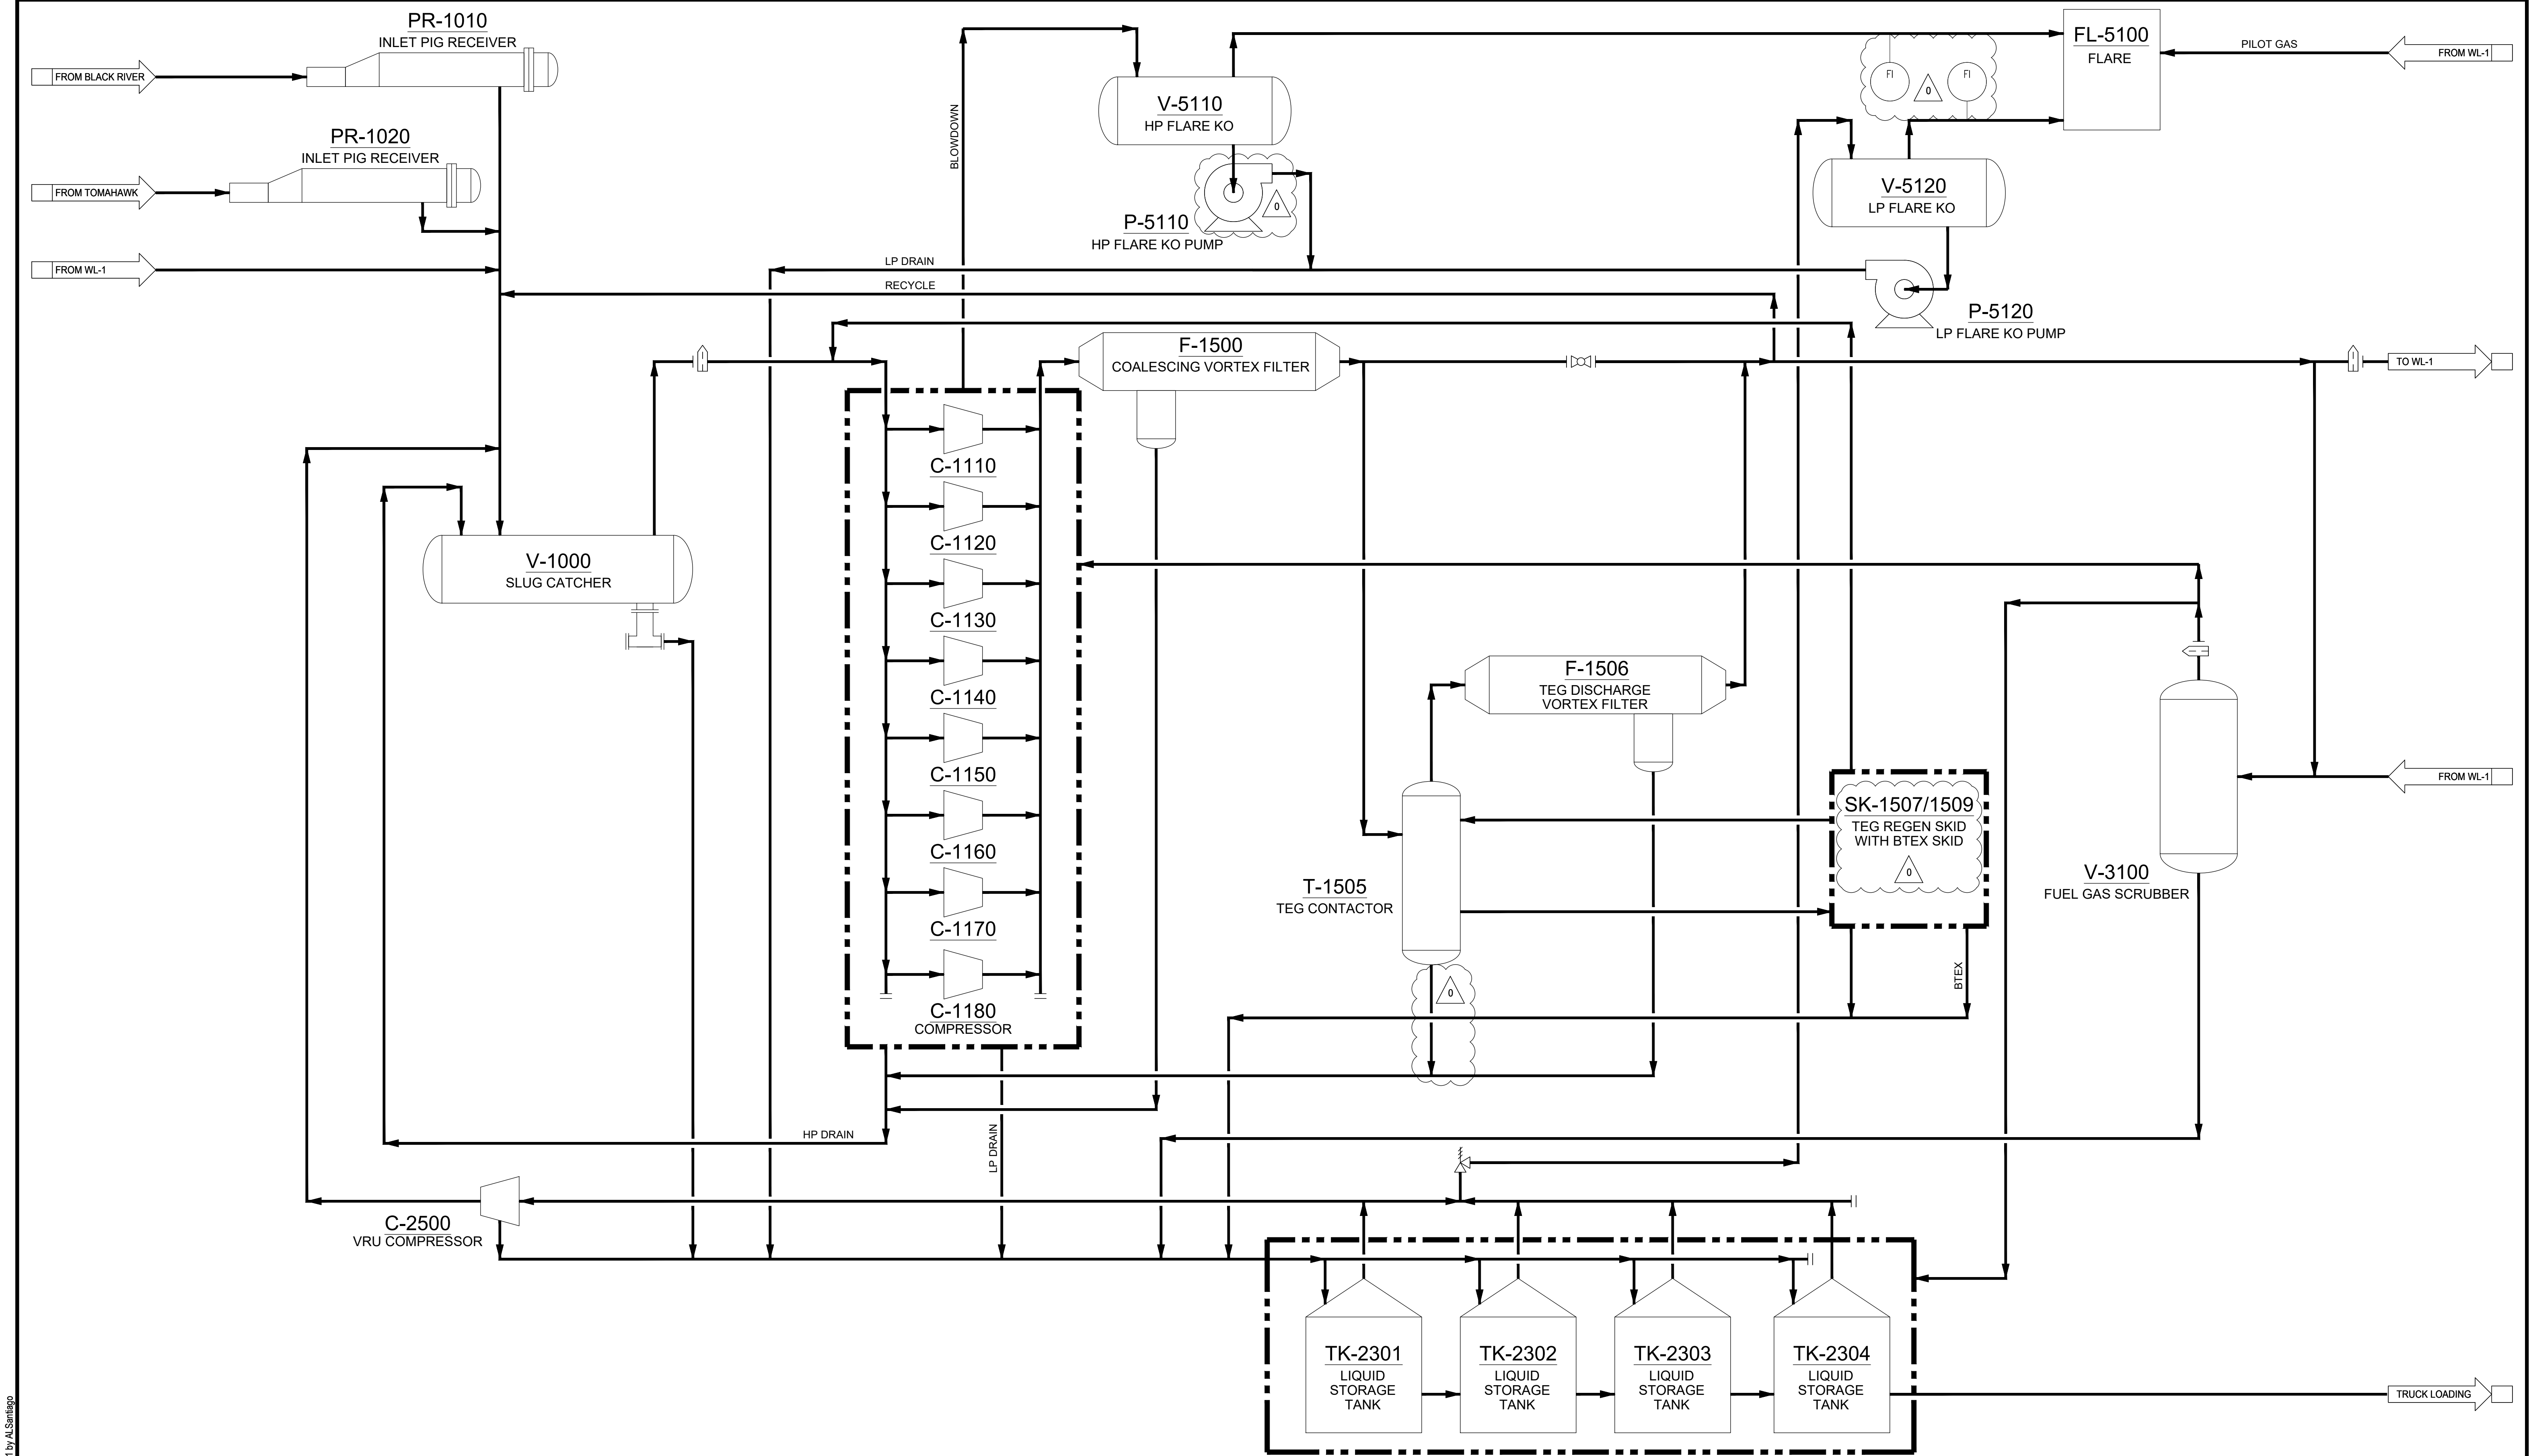 PR-1010
INLET PIG RECEIVER
FROM BLACK RIVER
PR-1020
INLET PIG RECEIVER
FROM TOMAHAWK
FROM WL-1
BLOWDOWN
V-5110
HP FLARE KO
P-5110
HP FLARE KO PUMP
0
FI
FI
0
FL-5100
FLARE
PILOT GAS
FROM WL-1
V-5120
LP FLARE KO
P-5120
LP FLARE KO PUMP
LP DRAIN
RECYCLE
F-1500
COALESCING VORTEX FILTER
TO WL-1
V-1000
SLUG CATCHER
C-1110
C-1120
C-1130
C-1140
C-1150
C-1160
C-1170
C-1180
COMPRESSOR
F-1506
TEG DISCHARGE
VORTEX FILTER
T-1505
TEG CONTACTOR
0
SK-1507/1509
TEG REGEN SKID
WITH BTEX SKID
0
BTEX
V-3100
FUEL GAS SCRUBBER
FROM WL-1
HP DRAIN
LP DRAIN
C-2500
VRU COMPRESSOR
TK-2301
LIQUID
STORAGE
TANK
TK-2302
LIQUID
STORAGE
TANK
TK-2303
LIQUID
STORAGE
TANK
TK-2304
LIQUID
STORAGE
TANK
TRUCK LOADING
1 by ALSantiago